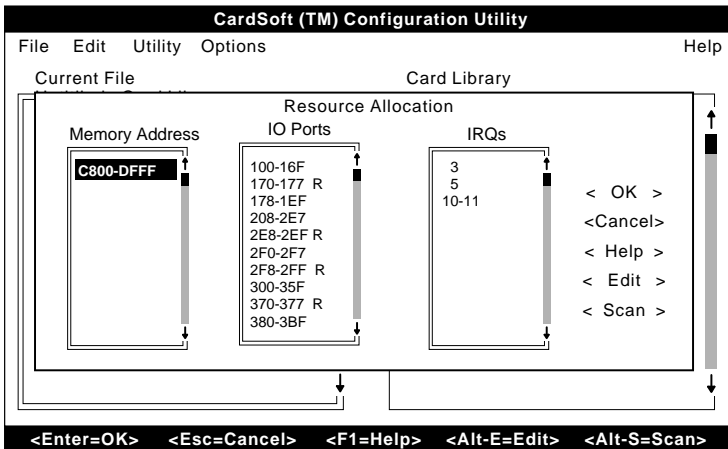 CardSoft (TM) Configuration Utility
File Edit Utility Options Help
Current File Card Library
Resource Allocation
Memory Address IO Ports IRQs
C800-DFFF
100-16F
170-177 R
178-1EF
208-2E7
2E8-2EF R
2F0-2F7
2F8-2FF R
300-35F
370-377 R
380-3BF
3
5
10-11
< OK >
<Cancel>
< Help >
< Edit >
< Scan >
<Enter=OK> <Esc=Cancel> <F1=Help> <Alt-E=Edit> <Alt-S=Scan>